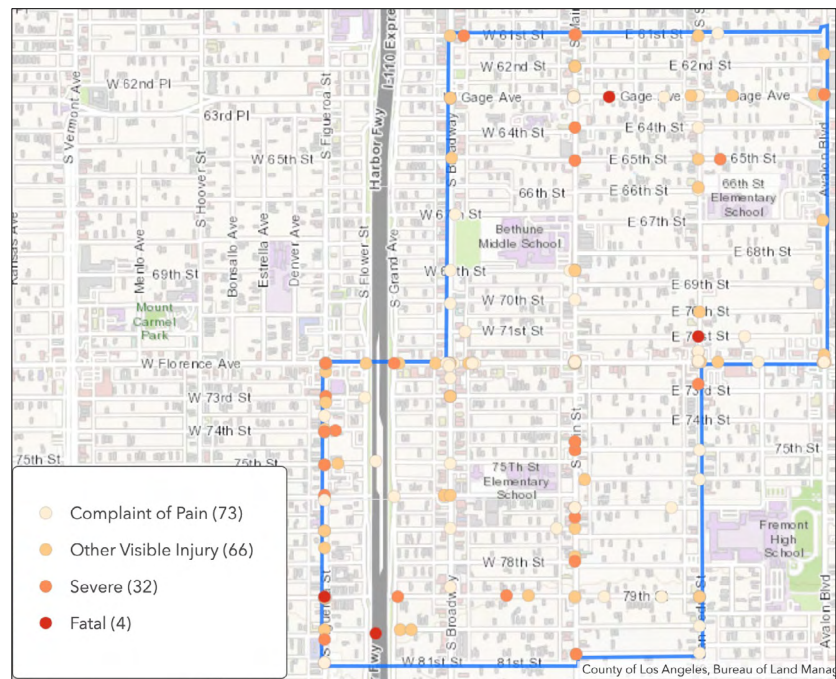 W 61st St
E 61st St
W 62nd St
E 62nd St
W 62nd Pl
Gage Ave
Gage Ave
63rd Pl
W 64th St
E 64th St
W 65th St
E 65th St
65th St
66th St
E 66th St
66th St
Elementary
School
E 67th St
Bethune
Middle School
E 68th St
69th St
E 69th St
W 70th St
W 71st St
Mount
Carmel
Park
W Florence Ave
W 73rd St
E 73rd St
W 74th St
E 74th St
75th St
75th St
75th St
75Th St
Elementary
School
Fremont
High
School
W 78th St
79th St
W 81st St
81st St
S Vermont Ave
Menlo Ave
S Hoover St
Bonsallo Ave
Estrella Ave
Denver Ave
S Figueroa St
S Flower St
Harbor Fwy
I-110 Expre
S Grand Ave
S Broadway
Avalon Blvd
Avalon Blvd
Complaint of Pain (73)
Other Visible Injury (66)
Severe (32)
Fatal (4)
County of Los Angeles, Bureau of Land Manag